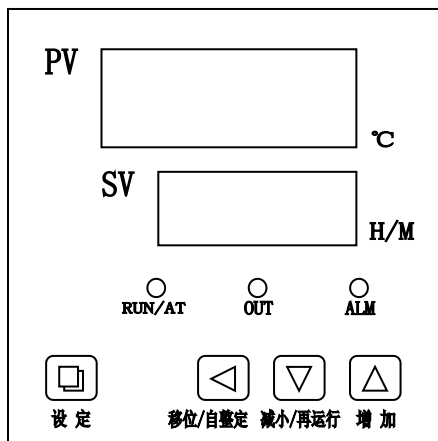 PV
℃
SV
H/M
RUN/AT OUT ALM
设定 移位/自整定 减小/再运行 增加